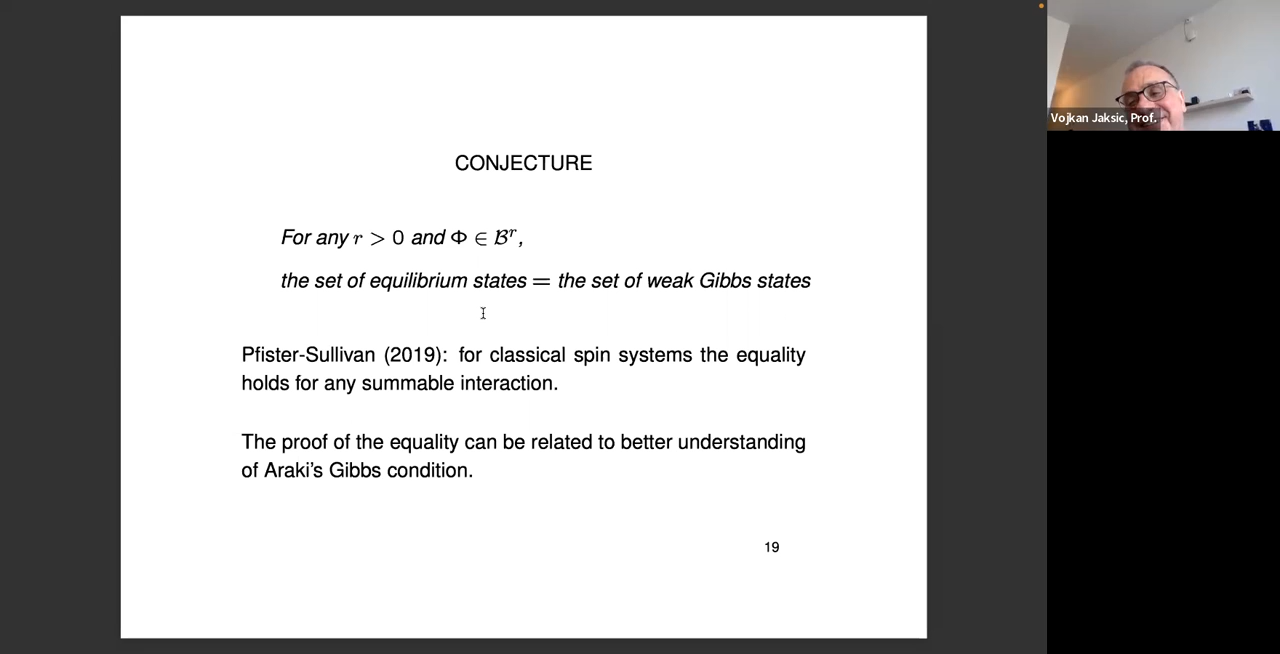 CONJECTURE
For any r > 0 and Φ ∈ ℬʳ,
the set of equilibrium states = the set of weak Gibbs states
Pfister-Sullivan (2019): for classical spin systems the equality
holds for any summable interaction.
The proof of the equality can be related to better understanding
of Araki's Gibbs condition.
19
Vojkan Jaksic, Prof.